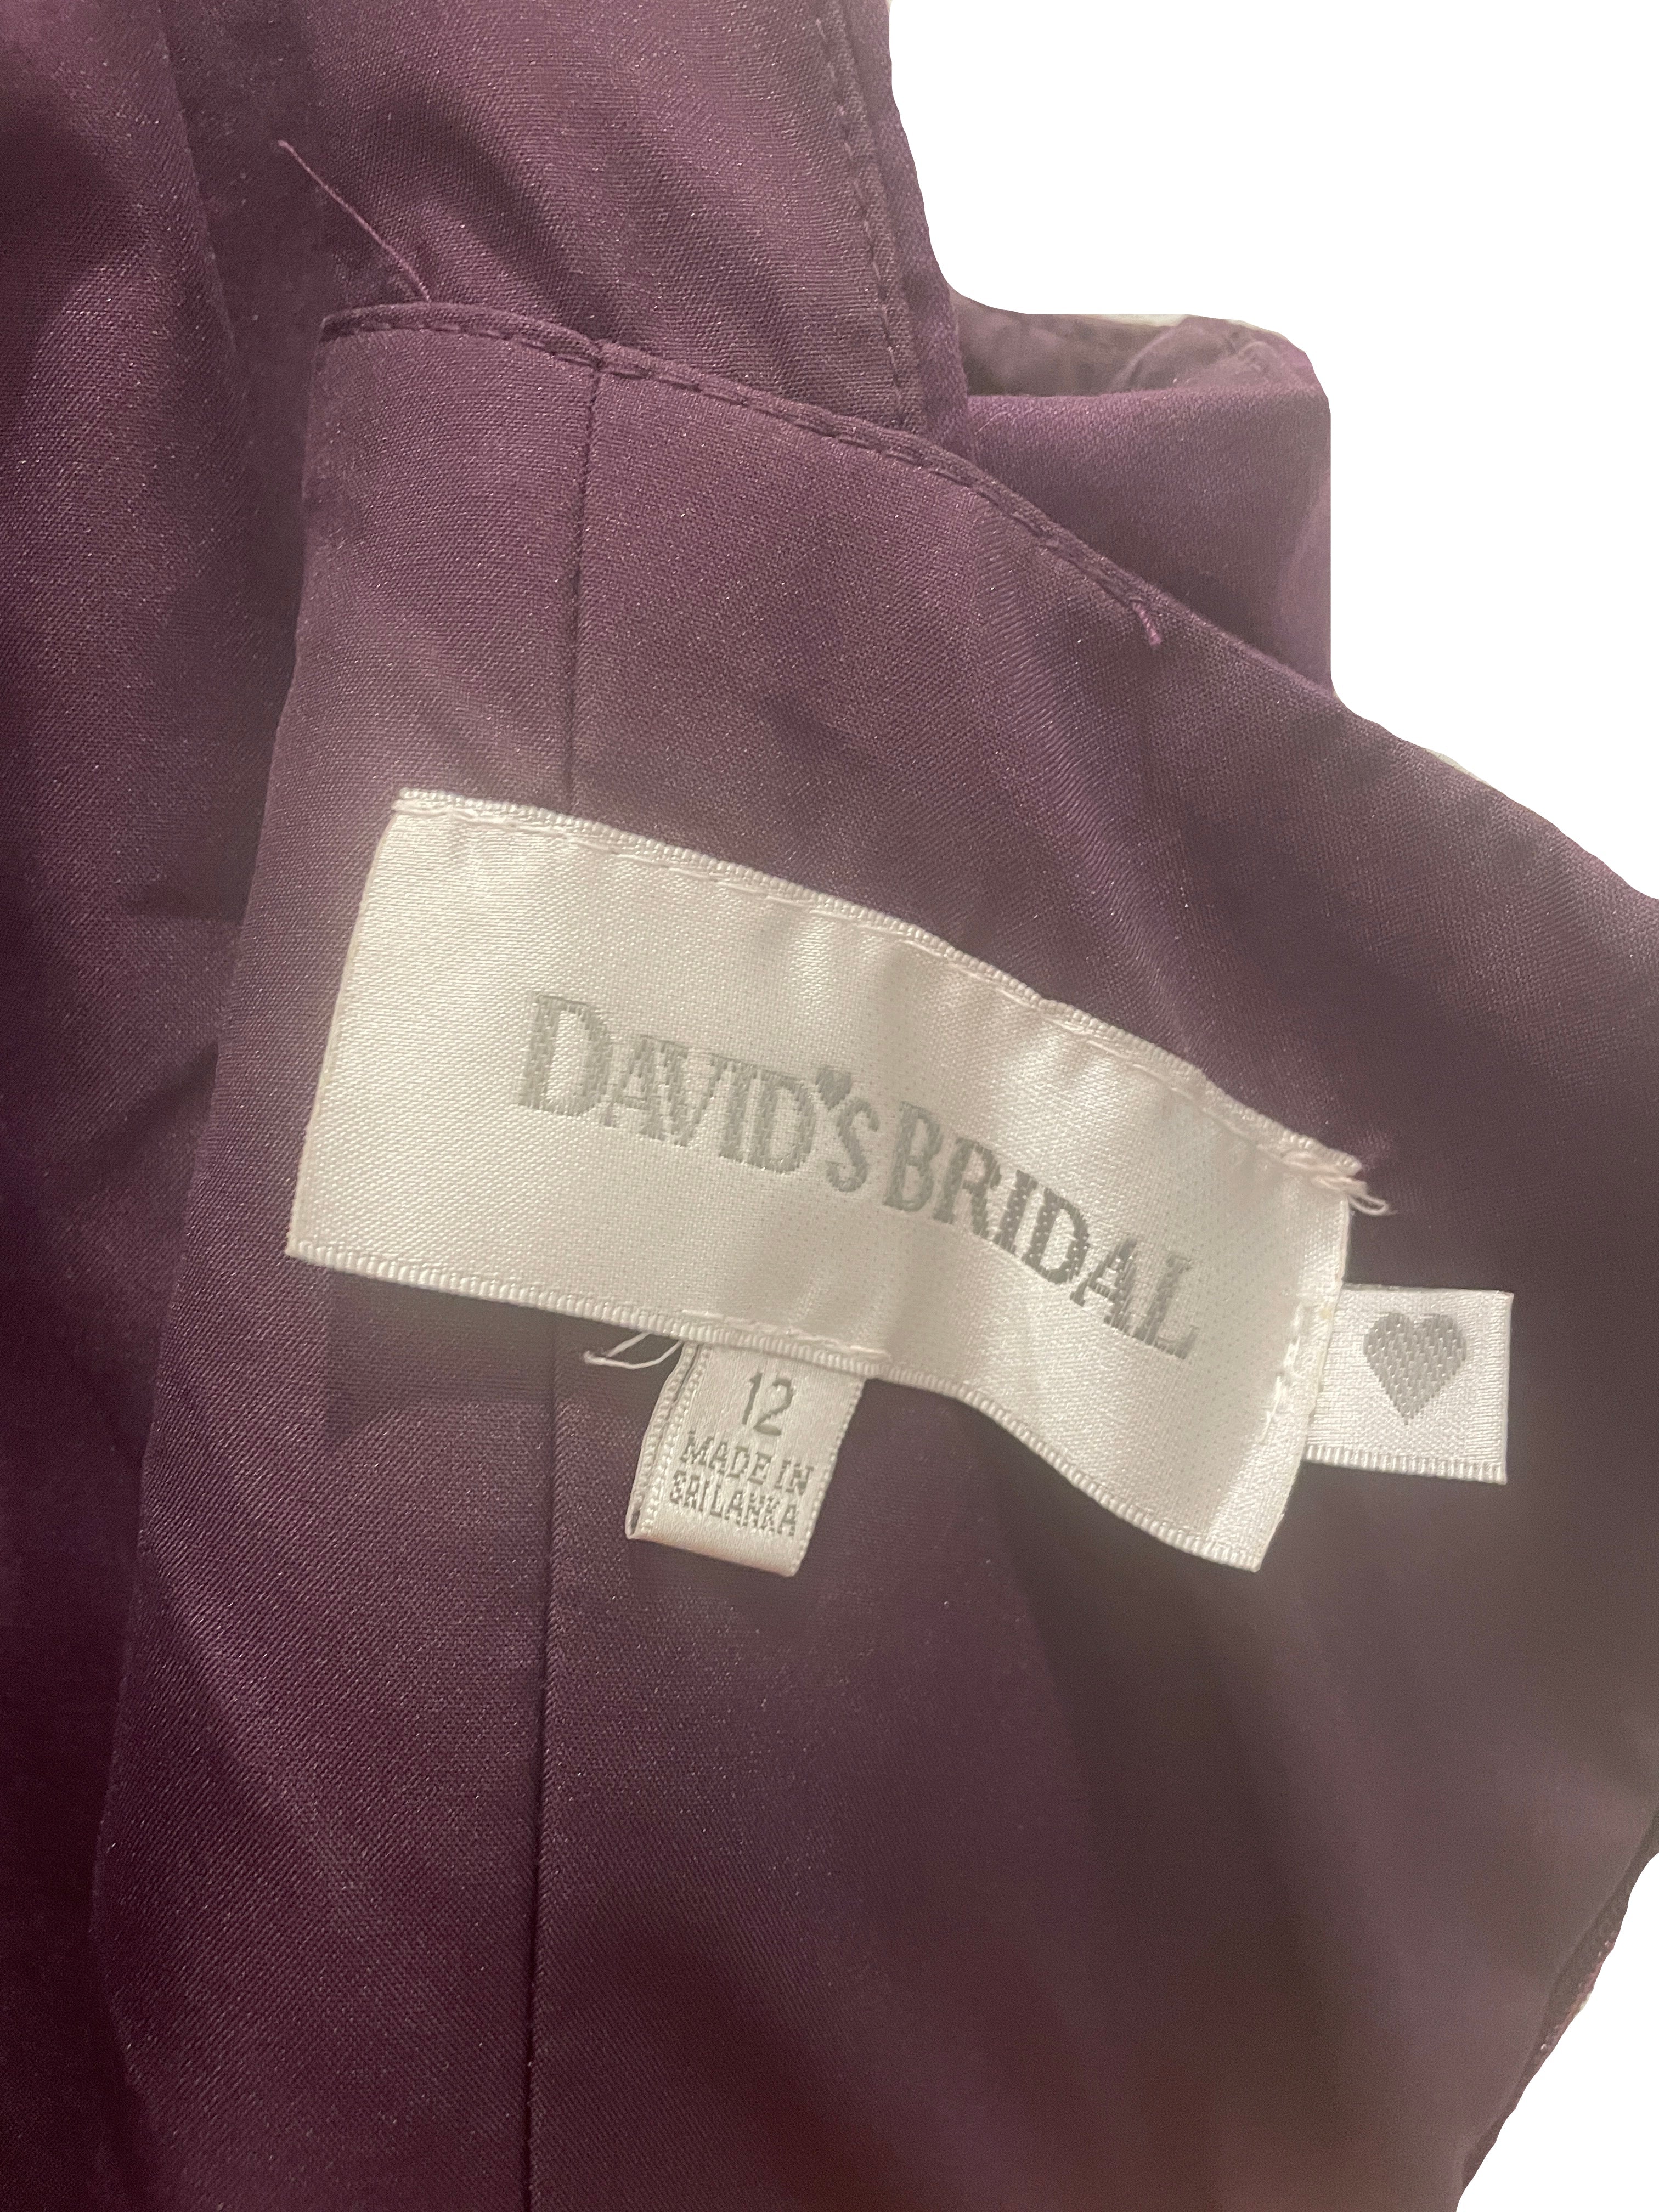 DAVID'S BRIDAL
12
MADE IN
SRI LANKA